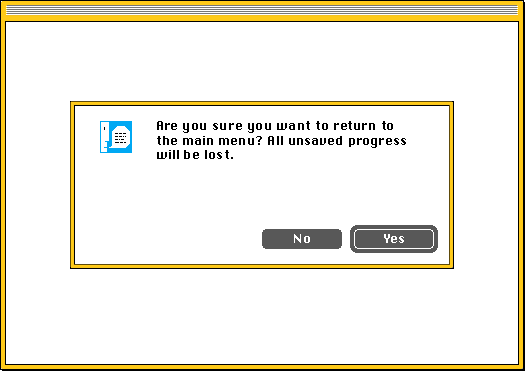 Are you sure you want to return to
the main menu? All unsaved progress
will be lost.
No
Yes